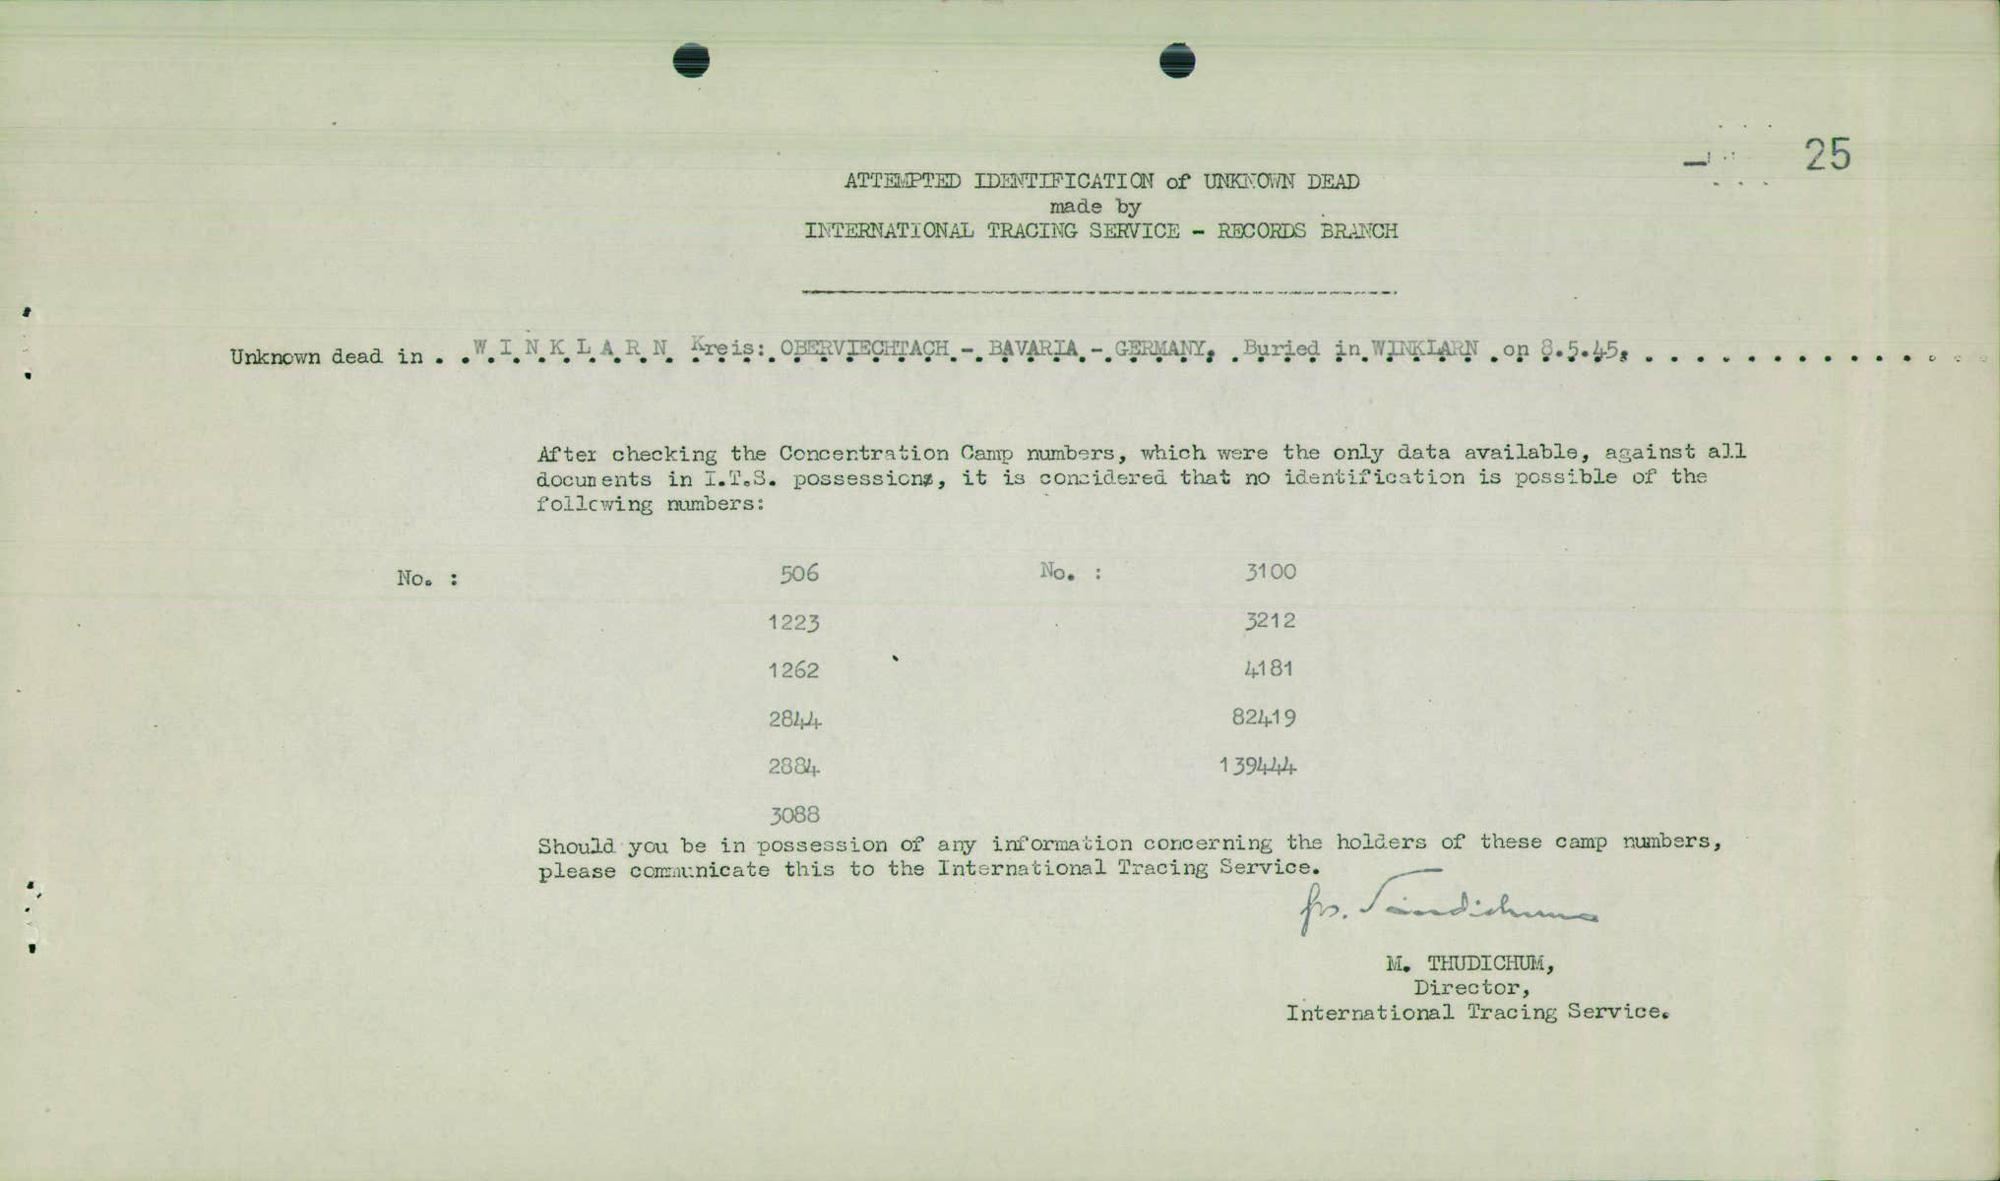 25
ATTEMPTED IDENTIFICATION of UNKNOWN DEAD
made by
INTERNATIONAL TRACING SERVICE - RECORDS BRANCH
Unknown dead in . . W.I.N.K.L.A.R.N. Kreis: OBERVIECHTACH - BAVARIA - GERMANY. Buried in WINKLARN on 8.5.45.
After checking the Concentration Camp numbers, which were the only data available, against all
documents in I.T.S. possession, it is considered that no identification is possible of the
following numbers:
No. : 506 No. : 3100
1223 3212
1262 4181
2844 82419
2884 139444
3088
Should you be in possession of any information concerning the holders of these camp numbers,
please communicate this to the International Tracing Service.
M. THUDICHUM,
Director,
International Tracing Service.